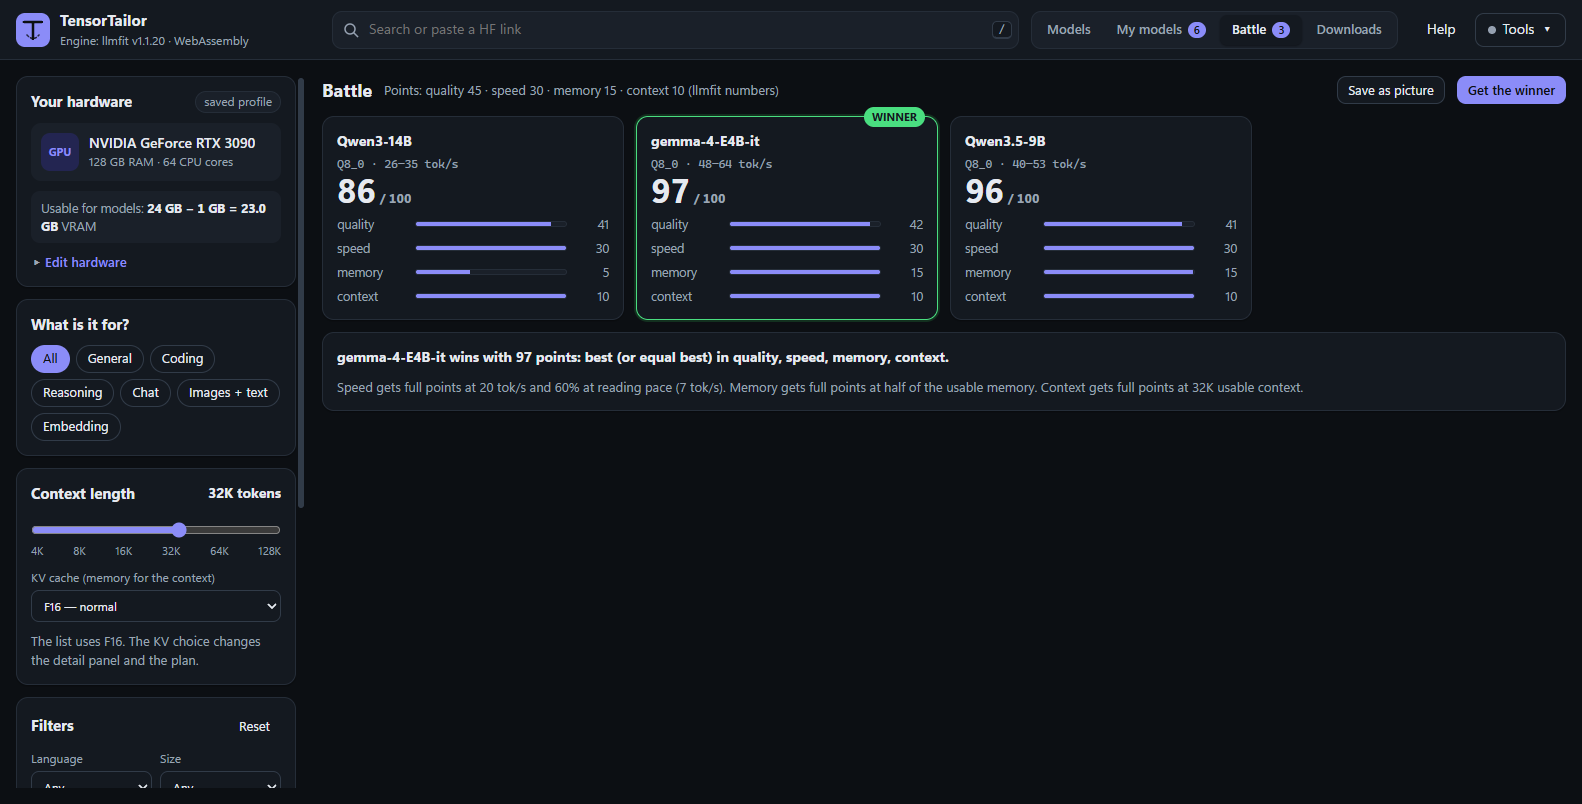 TensorTailor
Engine: llmfit v1.1.20 · WebAssembly
Search or paste a HF link
/
Models
My models 6
Battle 3
Downloads
Help
Tools ▾
Your hardware
saved profile
GPU
NVIDIA GeForce RTX 3090
128 GB RAM · 64 CPU cores
Usable for models: 24 GB − 1 GB = 23.0
GB VRAM
▸ Edit hardware
What is it for?
All General Coding
Reasoning Chat Images + text
Embedding
Context length
32K tokens
4K 8K 16K 32K 64K 128K
KV cache (memory for the context)
F16 — normal
The list uses F16. The KV choice changes
the detail panel and the plan.
Filters
Reset
Language Size
Any Any
Battle
Points: quality 45 · speed 30 · memory 15 · context 10 (llmfit numbers)
Save as picture
Get the winner
Qwen3-14B
Q8_0 · 26–35 tok/s
86 / 100
quality 41
speed 30
memory 5
context 10
WINNER
gemma-4-E4B-it
Q8_0 · 48–64 tok/s
97 / 100
quality 42
speed 30
memory 15
context 10
Qwen3.5-9B
Q8_0 · 40–53 tok/s
96 / 100
quality 41
speed 30
memory 15
context 10
gemma-4-E4B-it wins with 97 points: best (or equal best) in quality, speed, memory, context.
Speed gets full points at 20 tok/s and 60% at reading pace (7 tok/s). Memory gets full points at half of the usable memory. Context gets full points at 32K usable context.